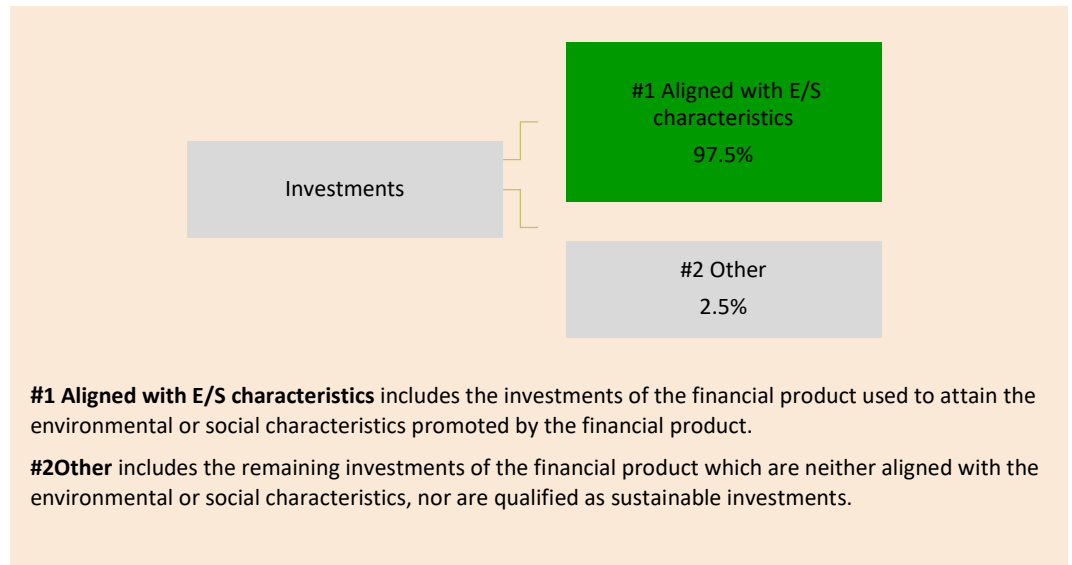 #1 Aligned with E/S
characteristics
97.5%
Investments
#2 Other
2.5%
#1 Aligned with E/S characteristics includes the investments of the financial product used to attain the
environmental or social characteristics promoted by the financial product.
#2Other includes the remaining investments of the financial product which are neither aligned with the
environmental or social characteristics, nor are qualified as sustainable investments.